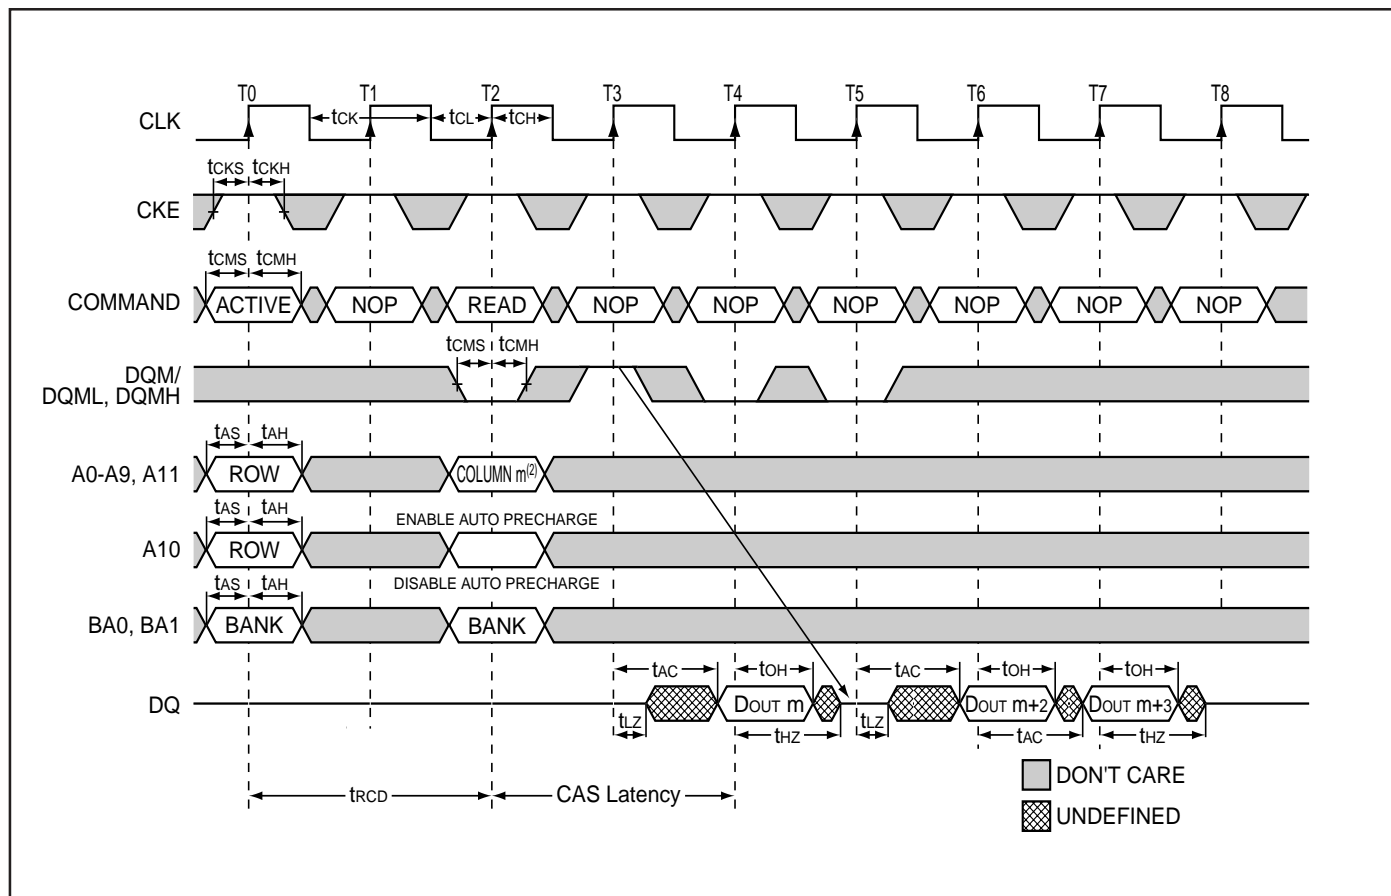 T0 T1 T2 T3 T4 T5 T6 T7 T8
CLK tCK tCL tCH
tCKS tCKH
CKE
tCMS tCMH
COMMAND ACTIVE NOP READ NOP NOP NOP NOP NOP NOP
tCMS tCMH
DQM/
DQML, DQMH
tAS tAH
A0-A9, A11 ROW COLUMN m(2)
tAS tAH ENABLE AUTO PRECHARGE
A10 ROW
tAS tAH DISABLE AUTO PRECHARGE
BA0, BA1 BANK BANK
tAC tOH tAC tOH tOH
DQ DOUT m DOUT m+2 DOUT m+3
tLZ tHZ tLZ tAC tHZ
DON'T CARE
tRCD CAS Latency
UNDEFINED